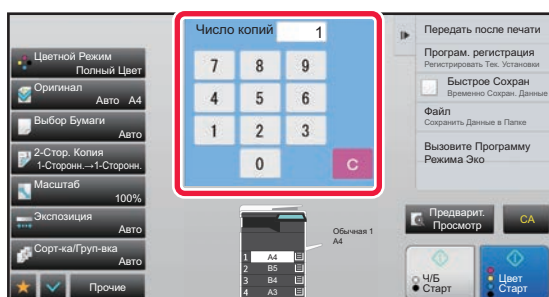 Цветной Режим
Полный Цвет
Оригинал
Авто А4
Выбор Бумаги
Авто
2-Стор. Копия
1-Сторонн.→1-Сторонн.
Масштаб
100%
Экспозиция
Авто
Сорт-ка/Груп-вка
Авто
Прочие
Число копий 1
7 8 9
4 5 6
1 2 3
0 C
Обычная 1
A4
1 A4
2 B5
3 B4
4 A3
Передать после печати
Програм. регистрация
Регистрировать Тек. Установки
Быстрое Сохран
Временно Сохран. Данные
Файл
Сохранить Данные в Папке
Вызовите Программу
Режима Эко
Предварит.
Просмотр
CA
Ч/Б
Старт
Цвет
Старт